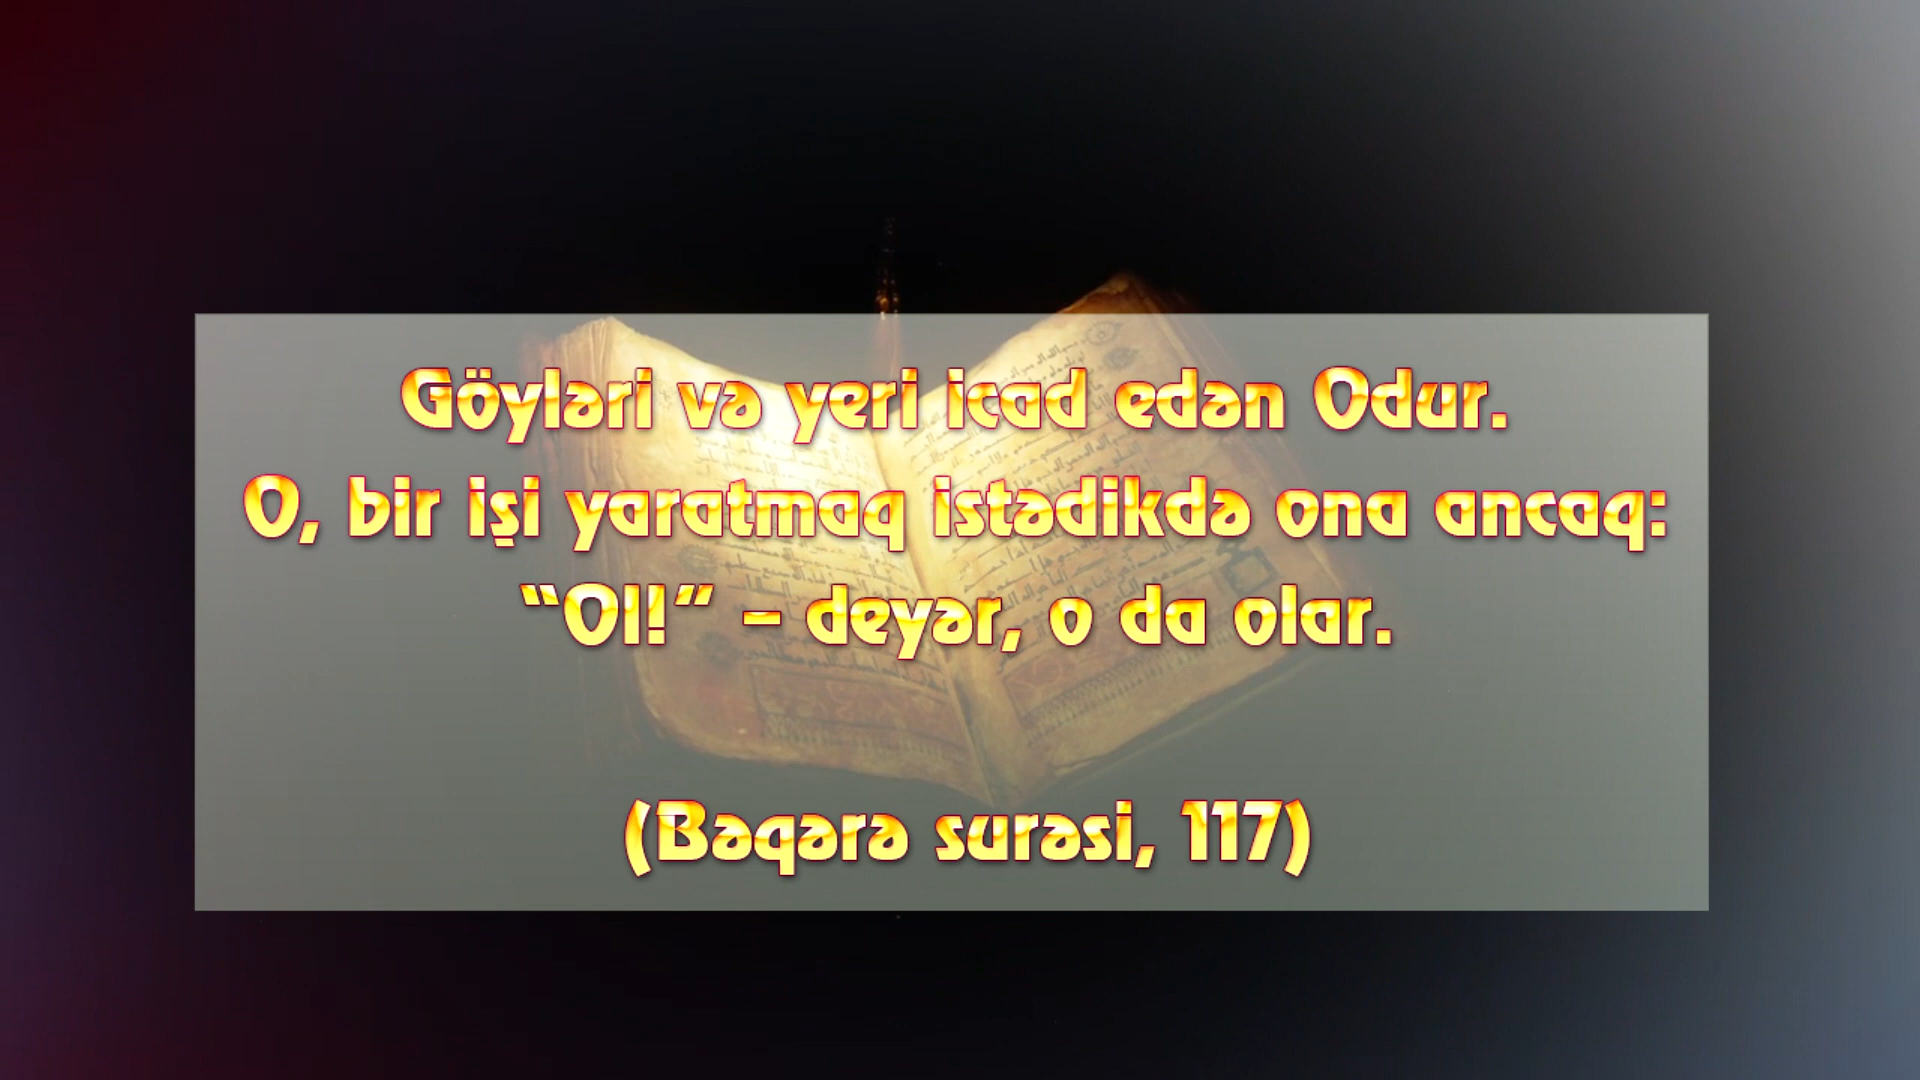 Göyləri və yeri icad edən Odur.
O, bir işi yaratmaq istədikdə ona ancaq:
“Ol!” – deyər, o da olar.
(Bəqərə surəsi, 117)